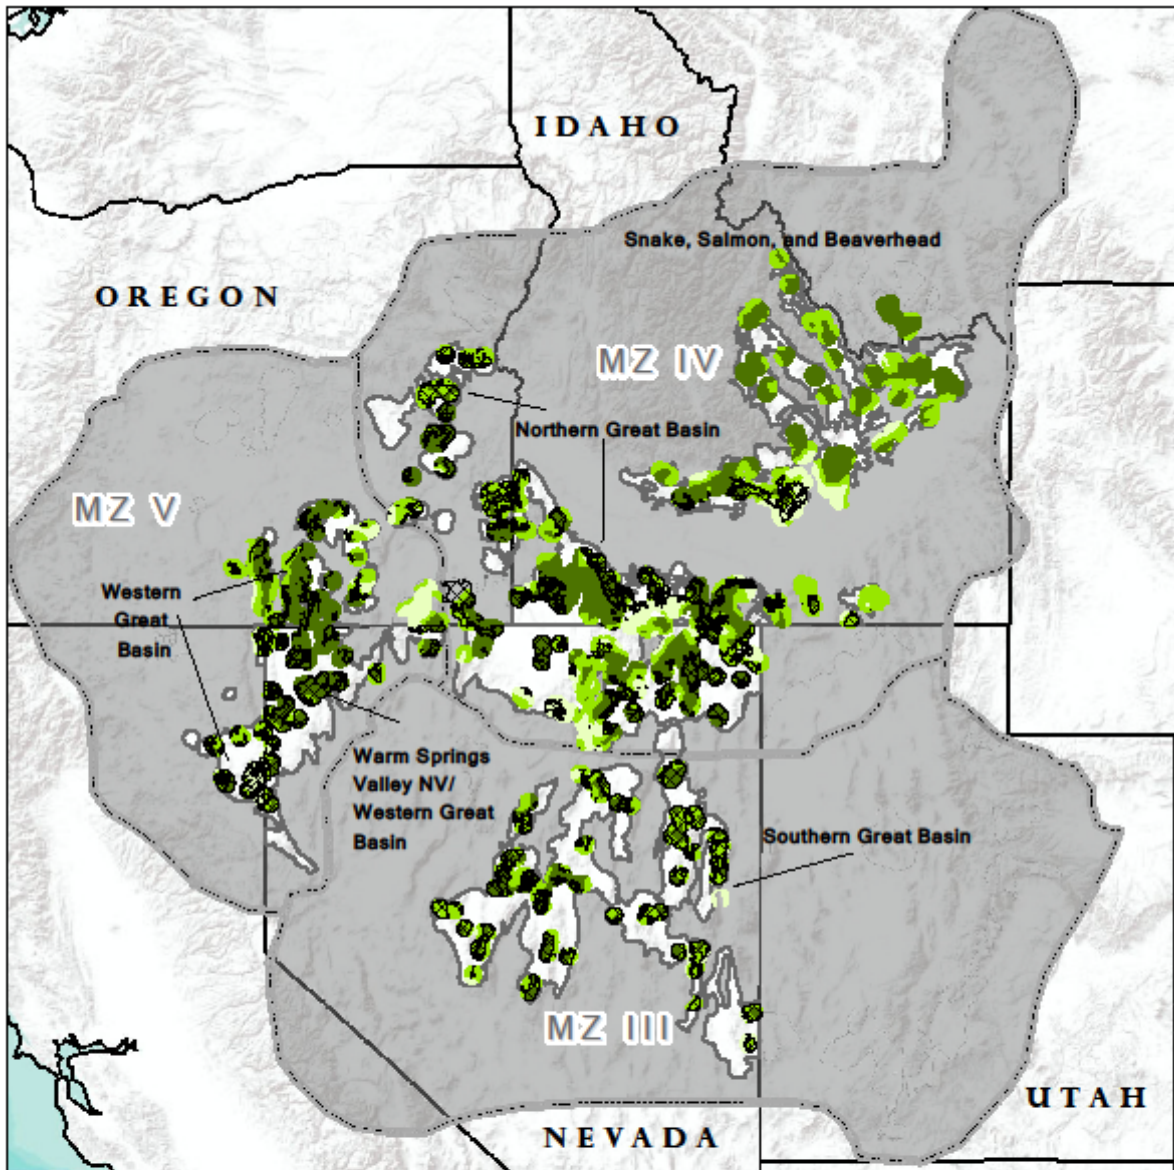 IDAHO
Snake, Salmon, and Beaverhead
OREGON
MZ IV
Northern Great Basin
MZ V
Western
Great
Basin
Warm Springs
Valley NV/
Western Great
Basin
Southern Great Basin
MZ III
UTAH
NEVADA